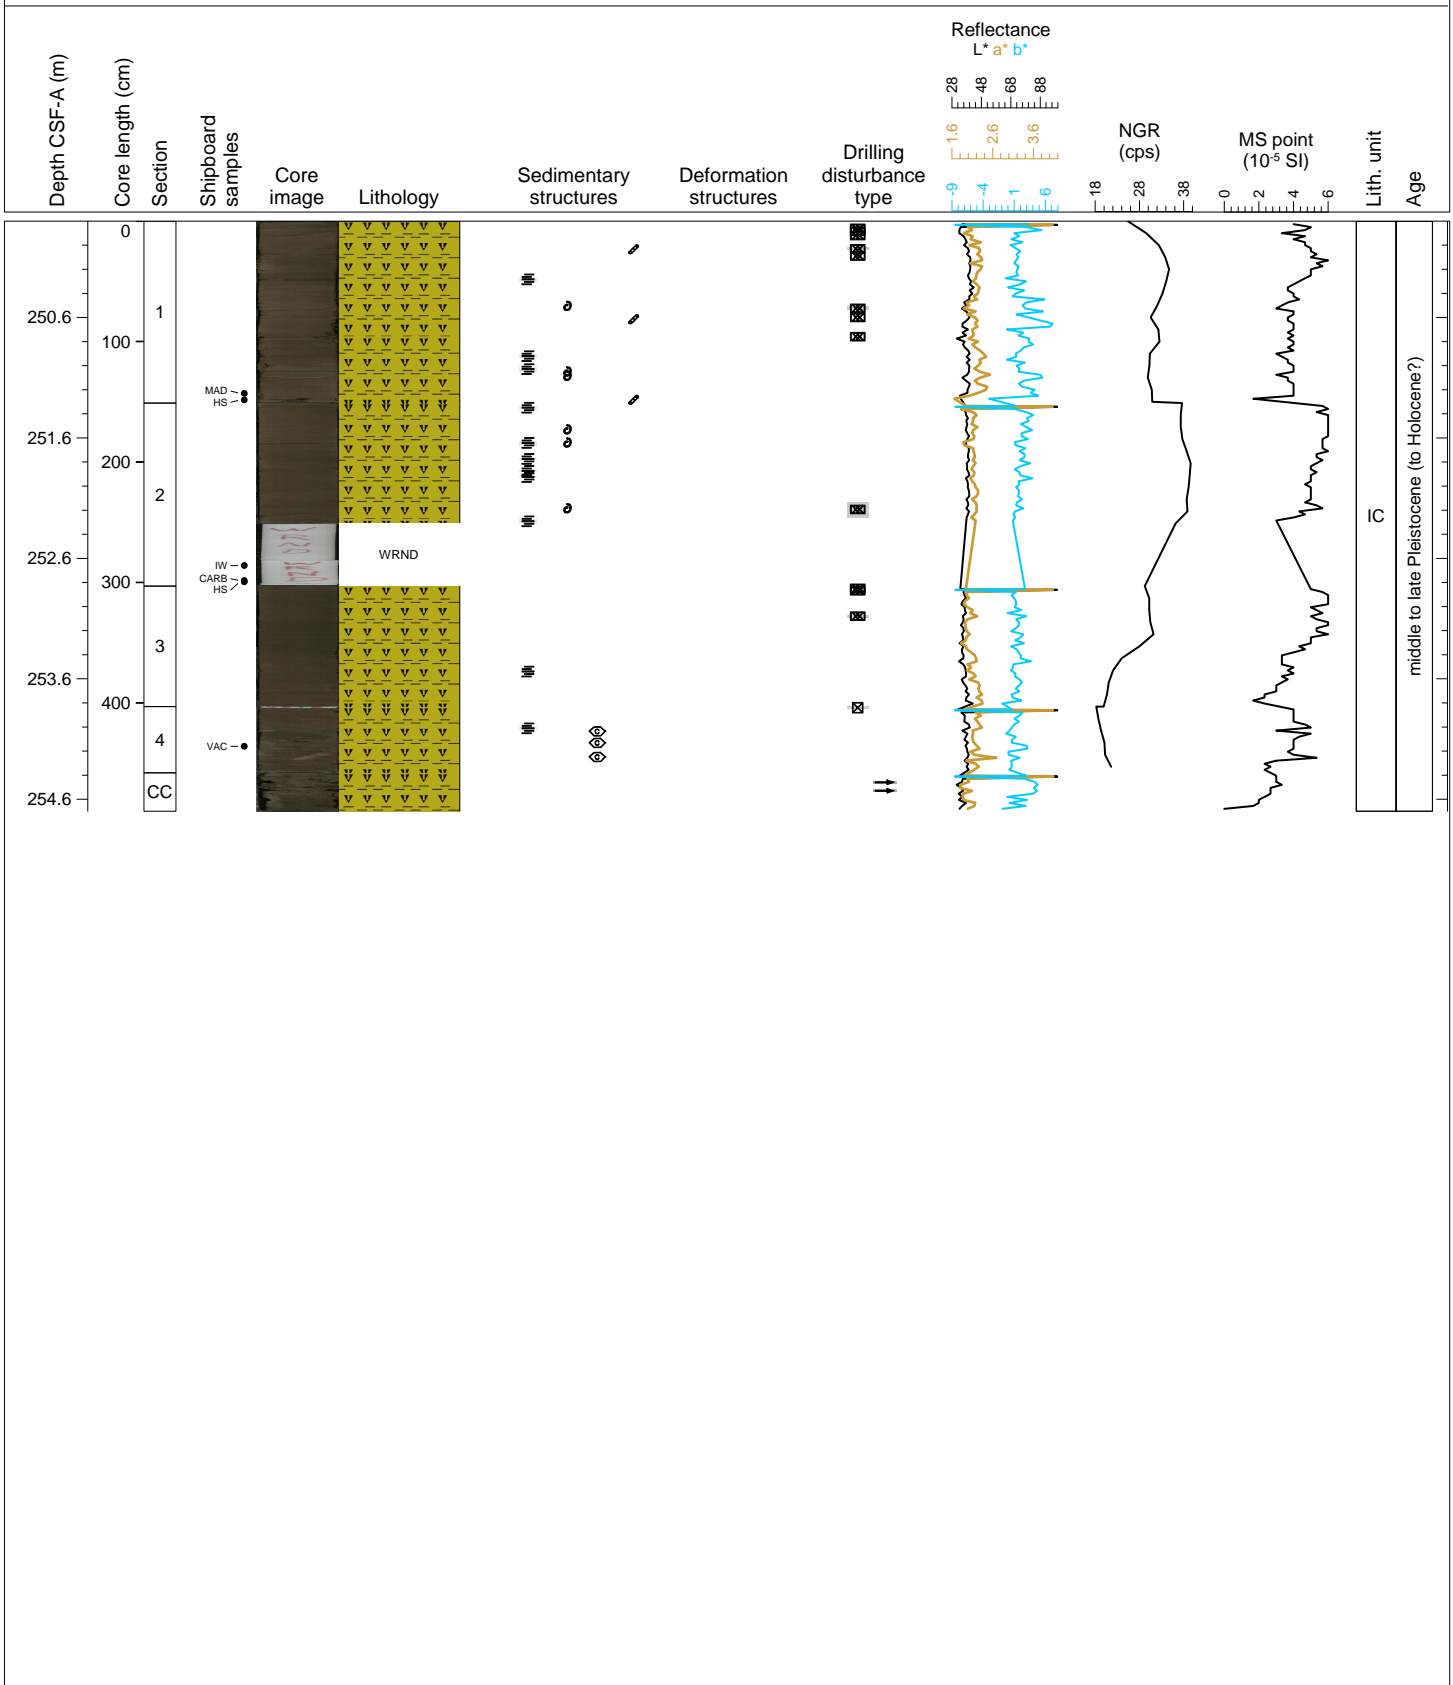 Depth CSF-A (m)
Core length (cm)
Section
Shipboard
samples
Core
image
Lithology
Sedimentary
structures
Deformation
structures
Drilling
disturbance
type
Reflectance
L* a* b*
28 48 68 88
1.6 2.6 3.6
-9 -4 1 6
NGR
(cps)
18 28 38
MS point
(10-5 SI)
0 2 4 6
Lith. unit
Age
0
1
250.6
100
MAD
HS
251.6
200
2
WRND
252.6
IW
CARB
HS
300
3
253.6
400
4
VAC
CC
254.6
c
c
c
IC
middle to late Pleistocene (to Holocene?)